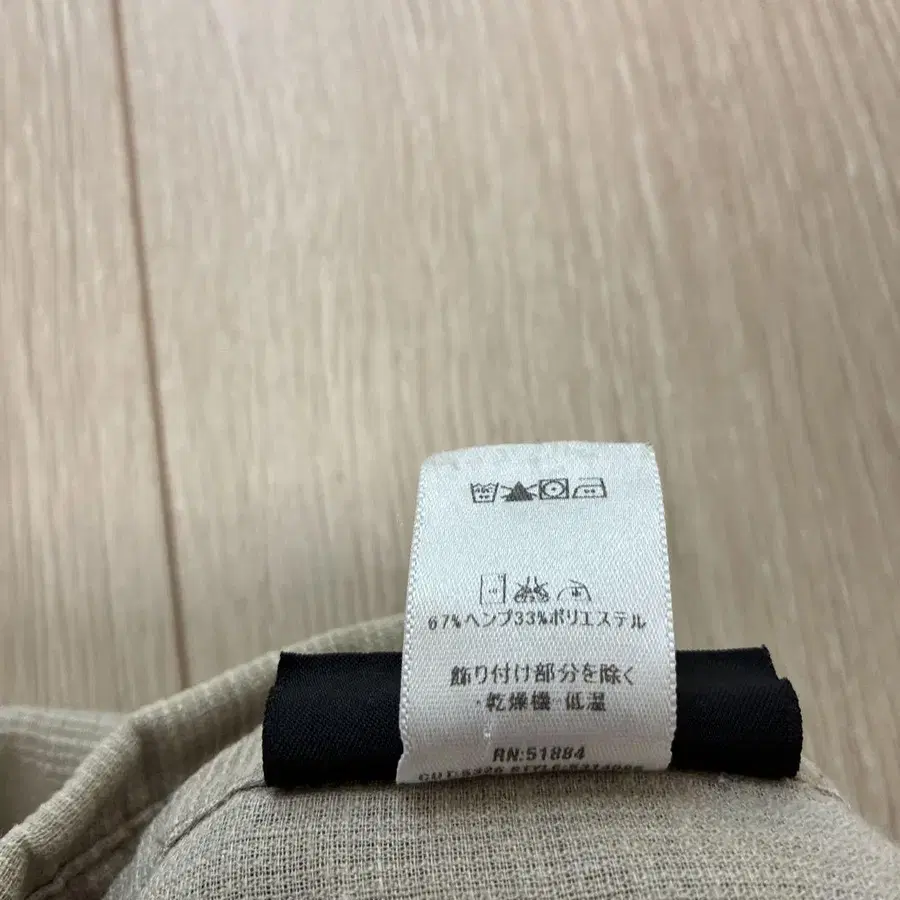 67%ヘンプ33%ポリエステル
飾り付け部分を除く
・乾燥機 低温
RN:51884